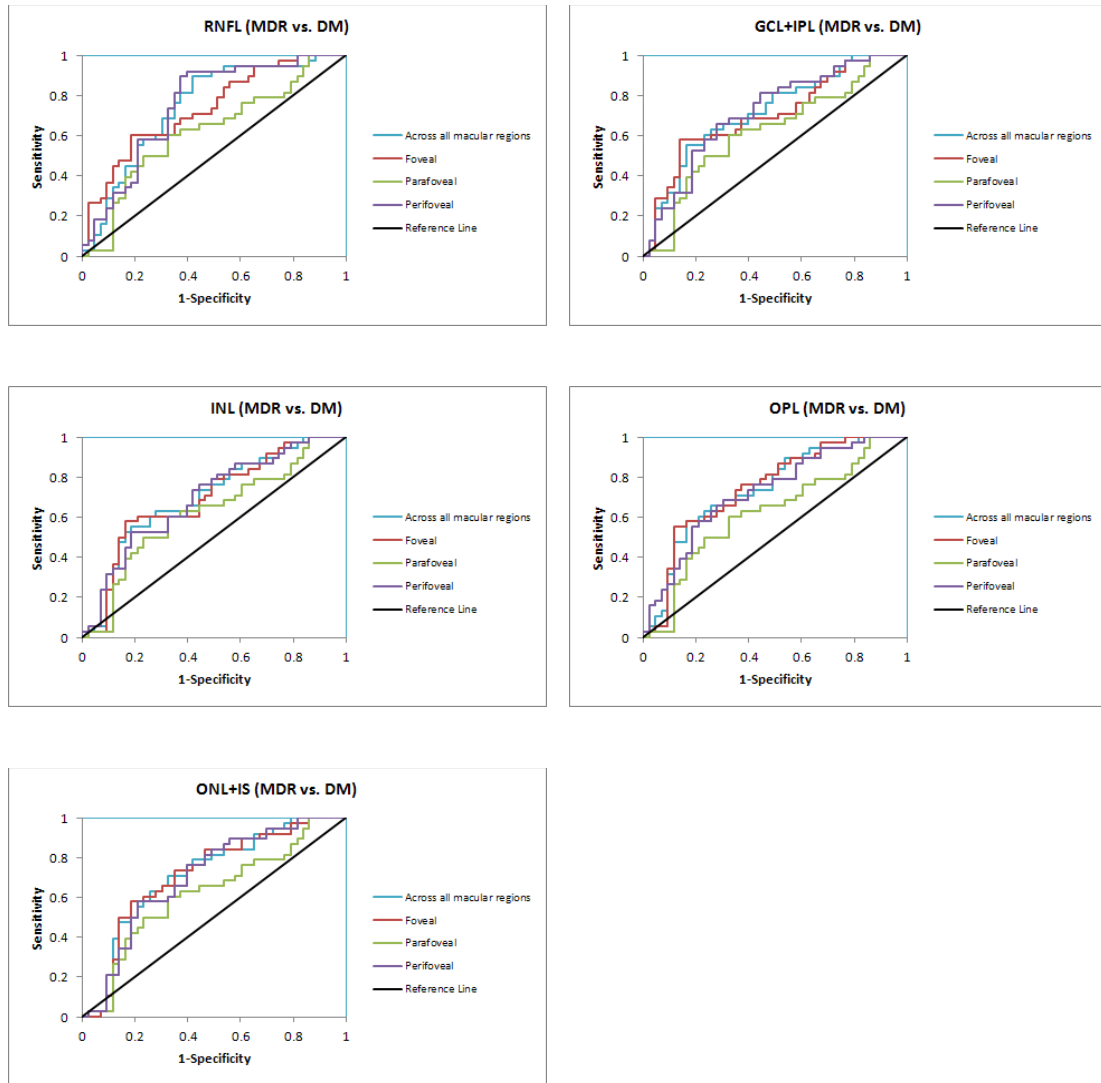 RNFL (MDR vs. DM)
Sensitivity
1
0.8
0.6
0.4
0.2
0
0 0.2 0.4 0.6 0.8 1
1-Specificity
Across all macular regions
Foveal
Parafoveal
Perifoveal
Reference Line
GCL+IPL (MDR vs. DM)
Sensitivity
1
0.8
0.6
0.4
0.2
0
0 0.2 0.4 0.6 0.8 1
1-Specificity
Across all macular regions
Foveal
Parafoveal
Perifoveal
Reference Line
INL (MDR vs. DM)
Sensitivity
1
0.8
0.6
0.4
0.2
0
0 0.2 0.4 0.6 0.8 1
1-Specificity
Across all macular regions
Foveal
Parafoveal
Perifoveal
Reference Line
OPL (MDR vs. DM)
Sensitivity
1
0.8
0.6
0.4
0.2
0
0 0.2 0.4 0.6 0.8 1
1-Specificity
Across all macular regions
Foveal
Parafoveal
Perifoveal
Reference Line
ONL+IS (MDR vs. DM)
Sensitivity
1
0.8
0.6
0.4
0.2
0
0 0.2 0.4 0.6 0.8 1
1-Specificity
Across all macular regions
Foveal
Parafoveal
Perifoveal
Reference Line